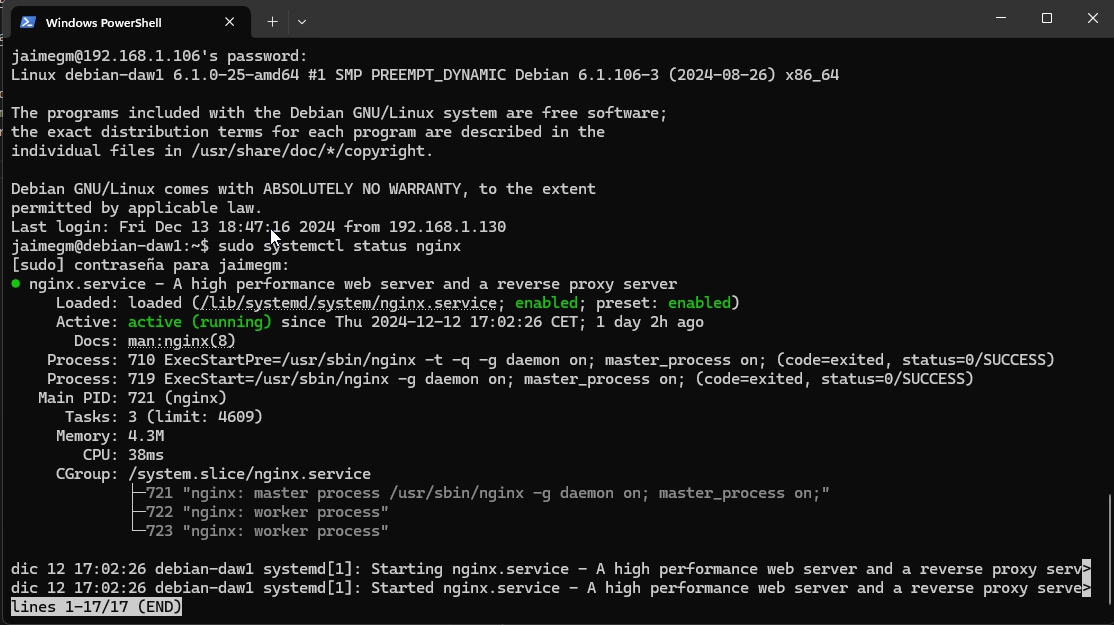 Windows PowerShell
jaimegm@192.168.1.106's password:
Linux debian-daw1 6.1.0-25-amd64 #1 SMP PREEMPT_DYNAMIC Debian 6.1.106-3 (2024-08-26) x86_64
The programs included with the Debian GNU/Linux system are free software;
the exact distribution terms for each program are described in the
individual files in /usr/share/doc/*/copyright.
Debian GNU/Linux comes with ABSOLUTELY NO WARRANTY, to the extent
permitted by applicable law.
Last login: Fri Dec 13 18:47:16 2024 from 192.168.1.130
jaimegm@debian-daw1:~$ sudo systemctl status nginx
[sudo] contraseña para jaimegm:
● nginx.service - A high performance web server and a reverse proxy server
Loaded: loaded (/lib/systemd/system/nginx.service; enabled; preset: enabled)
Active: active (running) since Thu 2024-12-12 17:02:26 CET; 1 day 2h ago
Docs: man:nginx(8)
Process: 710 ExecStartPre=/usr/sbin/nginx -t -q -g daemon on; master_process on; (code=exited, status=0/SUCCESS)
Process: 719 ExecStart=/usr/sbin/nginx -g daemon on; master_process on; (code=exited, status=0/SUCCESS)
Main PID: 721 (nginx)
Tasks: 3 (limit: 4609)
Memory: 4.3M
CPU: 38ms
CGroup: /system.slice/nginx.service
├─721 "nginx: master process /usr/sbin/nginx -g daemon on; master_process on;"
├─722 "nginx: worker process"
└─723 "nginx: worker process"
dic 12 17:02:26 debian-daw1 systemd[1]: Starting nginx.service - A high performance web server and a reverse proxy serv>
dic 12 17:02:26 debian-daw1 systemd[1]: Started nginx.service - A high performance web server and a reverse proxy serve>
lines 1-17/17 (END)